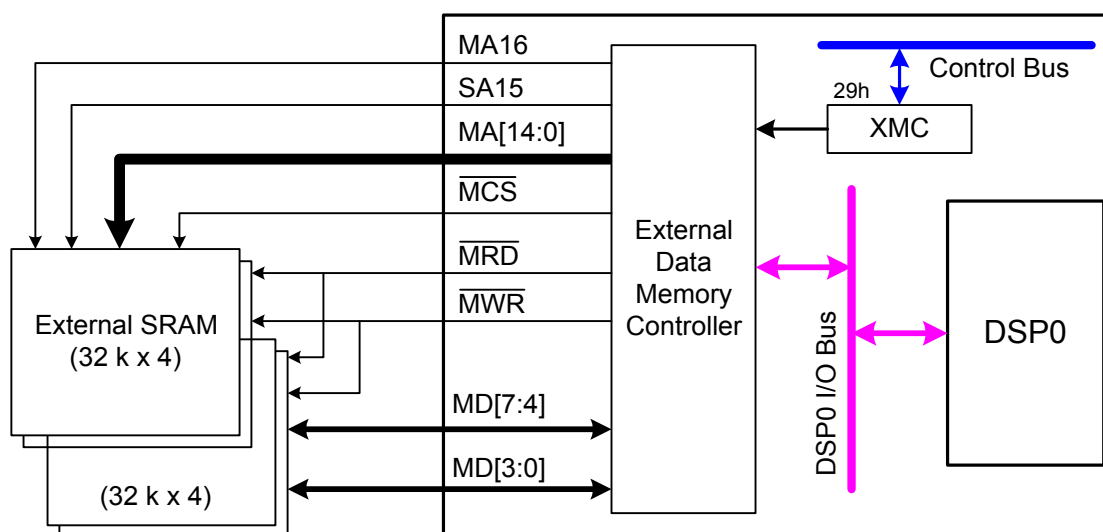 MA16
SA15
MA[14:0]
MCS
MRD
MWR
MD[7:4]
MD[3:0]
External SRAM
(32 k x 4)
(32 k x 4)
External
Data
Memory
Controller
Control Bus
29h
XMC
DSP0 I/O Bus
DSP0